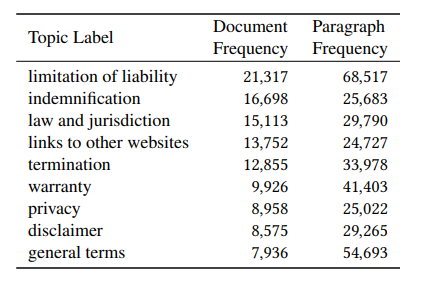 Topic Label Document Frequency Paragraph Frequency
limitation of liability 21,317 68,517
indemnification 16,698 25,683
law and jurisdiction 15,113 29,790
links to other websites 13,752 24,727
termination 12,855 33,978
warranty 9,926 41,403
privacy 8,958 25,022
disclaimer 8,575 29,265
general terms 7,936 54,693